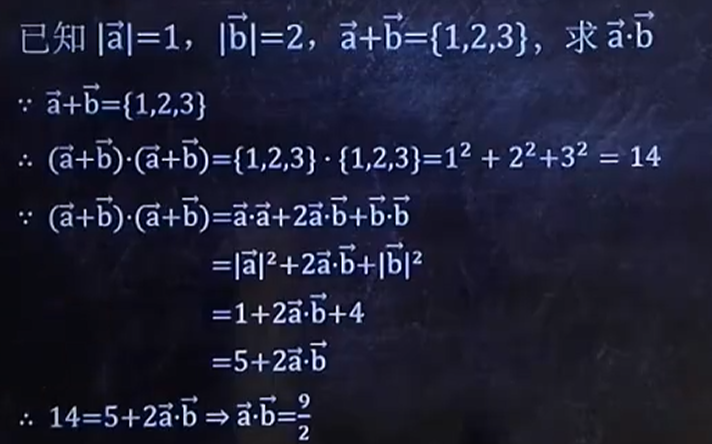 已知 |a⃗|=1，|b⃗|=2，a⃗+b⃗={1,2,3}，求 a⃗·b⃗
∵ a⃗+b⃗={1,2,3}
∴ (a⃗+b⃗)·(a⃗+b⃗)={1,2,3}·{1,2,3}=1²+2²+3²=14
∵ (a⃗+b⃗)·(a⃗+b⃗)=a⃗·a⃗+2a⃗·b⃗+b⃗·b⃗
=|a⃗|²+2a⃗·b⃗+|b⃗|²
=1+2a⃗·b⃗+4
=5+2a⃗·b⃗
∴ 14=5+2a⃗·b⃗⇒a⃗·b⃗=9/2